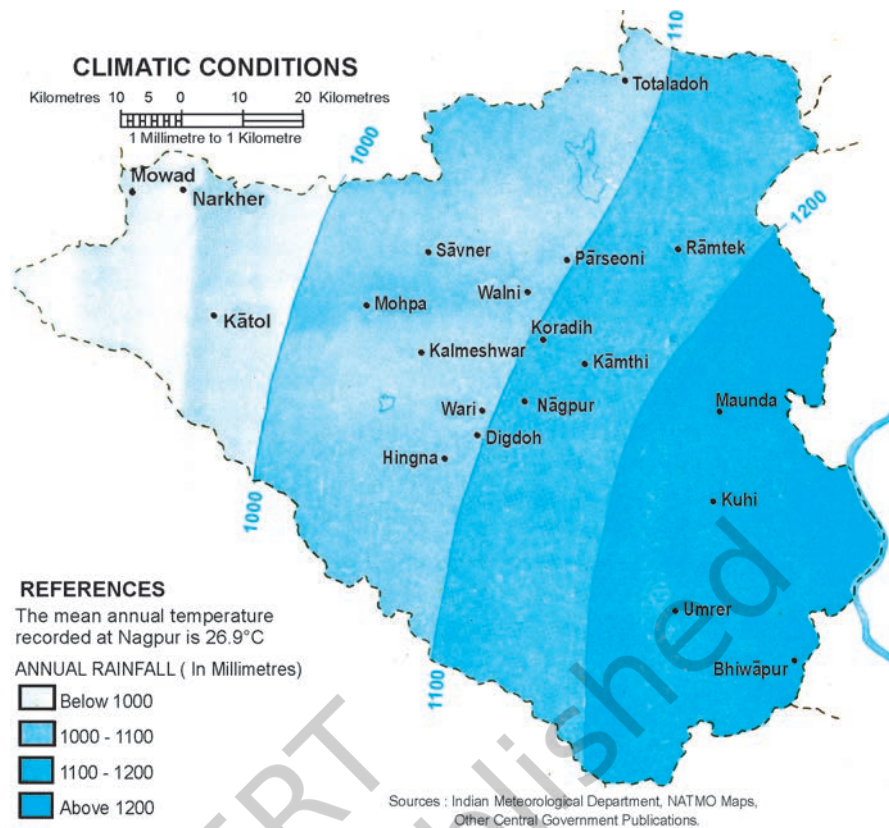 CLIMATIC CONDITIONS
Kilometres 10 5 0 10 20 Kilometres
1 Millimetre to 1 Kilometre
110
Totaladoh
1000
Mowad
Narkher
1200
Sāvner
Pārseoni
Rāmtek
Walni
Mohpa
Kātol
Koradih
Kalmeshwar
Kāmthi
Wari
Nāgpur
Maunda
Digdoh
Hingna
1000
Kuhi
REFERENCES
The mean annual temperature
recorded at Nagpur is 26.9°C
Umrer
ANNUAL RAINFALL ( In Millimetres)
Bhiwāpur
1100
Below 1000
1000 - 1100
1100 - 1200
Above 1200
Sources : Indian Meteorological Department, NATMO Maps,
Other Central Government Publications.
ERT
published